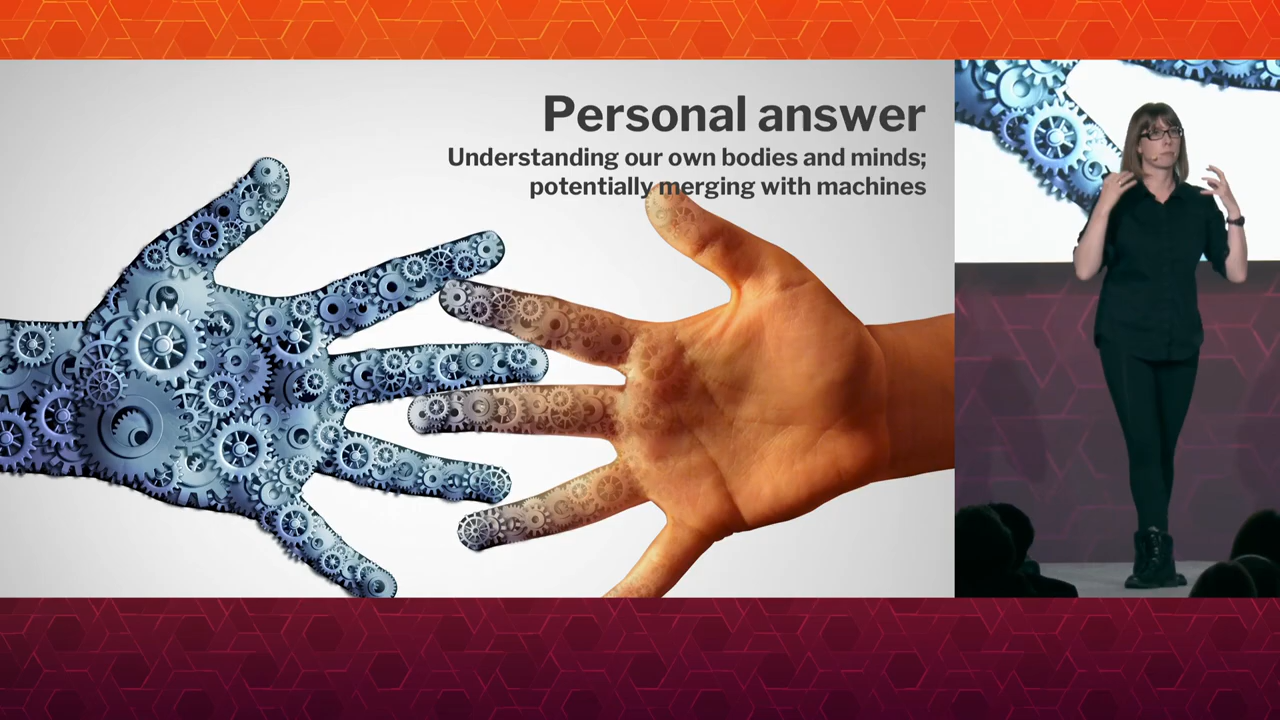 Personal answer
Understanding our own bodies and minds;
potentially merging with machines